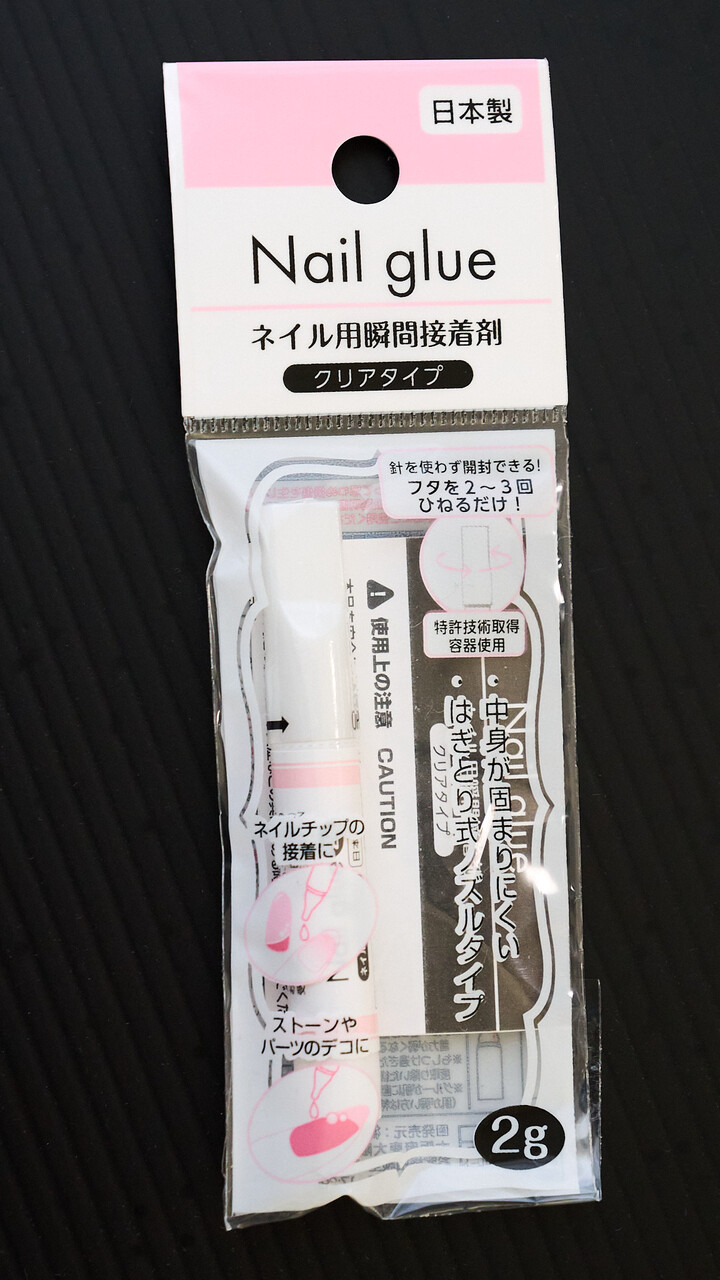 日本製
Nail glue
ネイル用瞬間接着剤
クリアタイプ
針を使わず開封できる!
フタを2〜3回
ひねるだけ!
特許技術取得
容器使用
・中身が固まりにくい
・はぎとり式ノズルタイプ
使用上の注意 CAUTION
Nail glue
クリアタイプ
ネイルチップの
接着に
ストーンや
パーツのデコに
2g